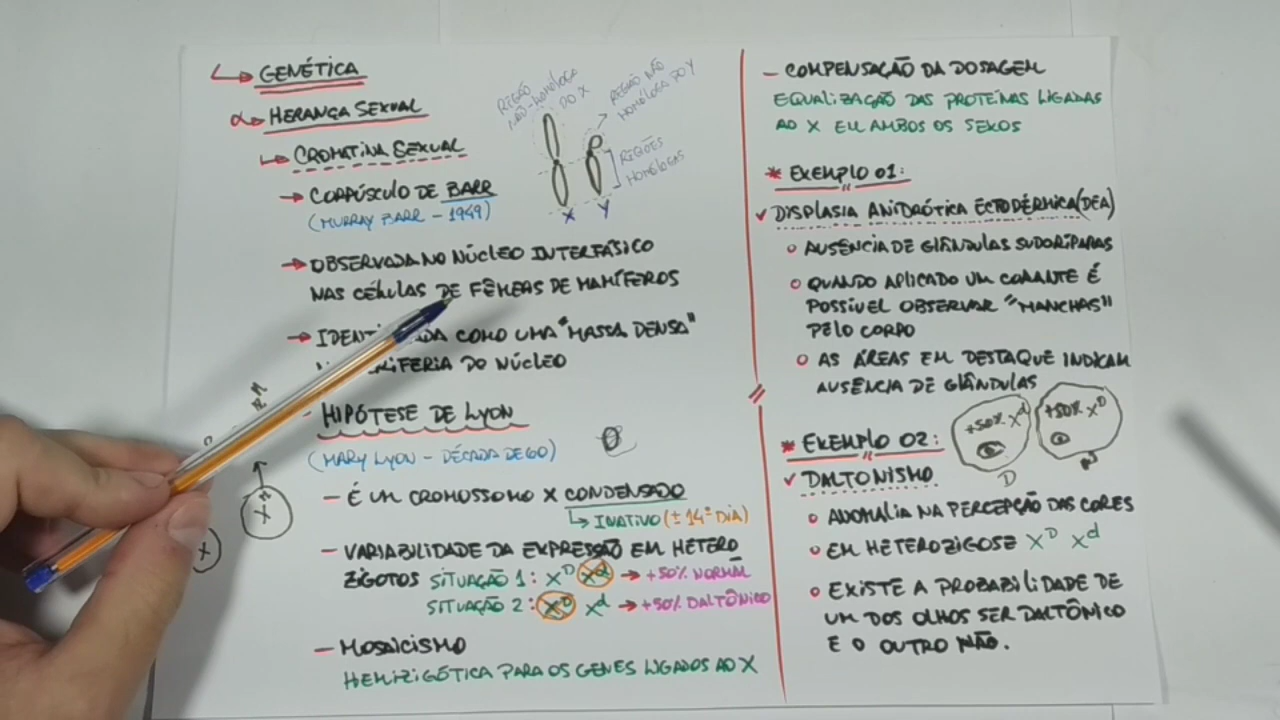 GENÉTICA
HERANÇA SEXUAL
CROMATINA SEXUAL
CORPÚSCULO DE BARR
(MURRAY BARR - 1949)
REGIÃO
NÃO-HOMÓLOGA
DO X
REGIÃO NÃO
HOMÓLOGA DO Y
REGIÕES
HOMÓLOGAS
X Y
→ OBSERVADA NO NÚCLEO INTERFÁSICO
NAS CÉLULAS DE FÊMEAS DE MAMÍFEROS
→ COMO UMA "MASSA DENSA"
DO NÚCLEO
- HIPÓTESE DE LYON
(MARY LYON - DÉCADA DE 60)
- É UM CROMOSSOMO X CONDENSADO
INATIVO (± 14º DIA)
- VARIABILIDADE DA EXPRESSÃO EM HETERO
ZIGOTOS SITUAÇÃO 1: X^D X^d → +50% NORMAL
SITUAÇÃO 2: X^D X^d → +50% DALTÔNICO
- MOSAICISMO
HEMIZIGÓTICA PARA OS GENES LIGADOS AO X
X
X
- COMPENSAÇÃO DA DOSAGEM
EQUALIZAÇÃO DAS PROTEÍNAS LIGADAS
AO X EM AMBOS OS SEXOS
* EXEMPLO 01:
✓ DISPLASIA ANIDRÓTICA ECTODÉRMICA (DEA)
AUSÊNCIA DE GLÂNDULAS SUDORÍPARAS
QUANDO APLICADO UM CORANTE É
POSSÍVEL OBSERVAR "MANCHAS"
PELO CORPO
AS ÁREAS EM DESTAQUE INDICAM
AUSÊNCIA DE GLÂNDULAS
* EXEMPLO 02:
+50% X^d
+50% X^D
D
N
✓ DALTONISMO
ANOMALIA NA PERCEPÇÃO DAS CORES
EM HETEROZIGOSE X^D X^d
EXISTE A PROBABILIDADE DE
UM DOS OLHOS SER DALTÔNICO
E O OUTRO NÃO.